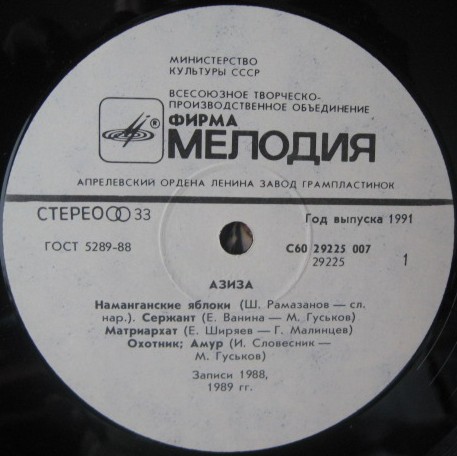 МИНИСТЕРСТВО
КУЛЬТУРЫ СССР
ВСЕСОЮЗНОЕ ТВОРЧЕСКО-
ПРОИЗВОДСТВЕННОЕ ОБЪЕДИНЕНИЕ
®
ФИРМА
МЕЛОДИЯ
АПРЕЛЕВСКИЙ ОРДЕНА ЛЕНИНА ЗАВОД ГРАМПЛАСТИНОК
СТЕРЕО 33
Год выпуска 1991
ГОСТ 5289-88
С60 29225 007
29225
1
АЗИЗА
Наманганские яблоки (Ш. Рамазанов — сл.
нар.). Сержант (Е. Ванина — М. Гуськов)
Матриархат (Е. Ширяев — Г. Малинцев)
Охотник; Амур (И. Словесник —
М. Гуськов)
Записи 1988,
1989 гг.